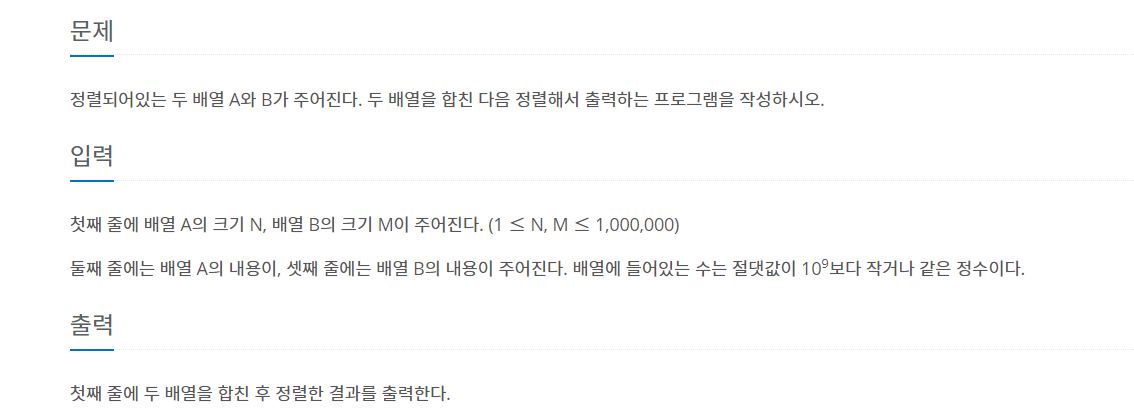 문제
정렬되어있는 두 배열 A와 B가 주어진다. 두 배열을 합친 다음 정렬해서 출력하는 프로그램을 작성하시오.
입력
첫째 줄에 배열 A의 크기 N, 배열 B의 크기 M이 주어진다. (1 ≤ N, M ≤ 1,000,000)
둘째 줄에는 배열 A의 내용이, 셋째 줄에는 배열 B의 내용이 주어진다. 배열에 들어있는 수는 절댓값이 10⁹보다 작거나 같은 정수이다.
출력
첫째 줄에 두 배열을 합친 후 정렬한 결과를 출력한다.